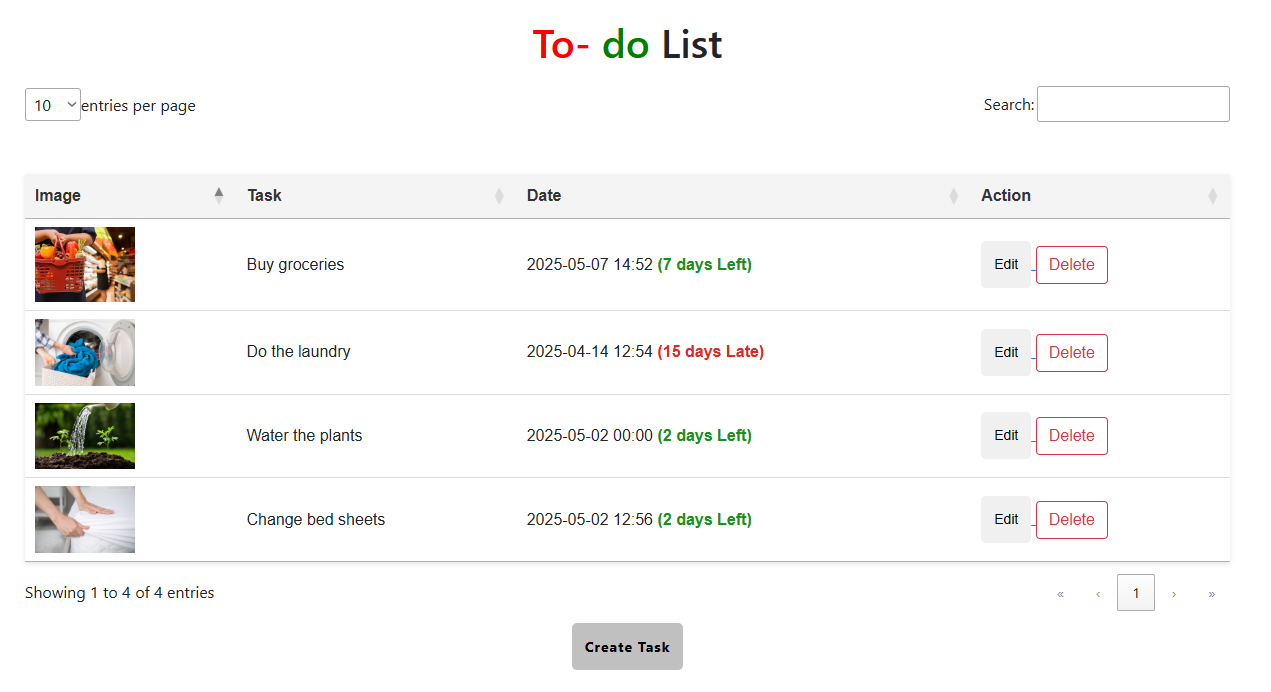 To- do List
10 entries per page Search:
Image Task Date Action
Buy groceries 2025-05-07 14:52 (7 days Left) Edit Delete
Do the laundry 2025-04-14 12:54 (15 days Late) Edit Delete
Water the plants 2025-05-02 00:00 (2 days Left) Edit Delete
Change bed sheets 2025-05-02 12:56 (2 days Left) Edit Delete
Showing 1 to 4 of 4 entries « ‹ 1 › »
Create Task